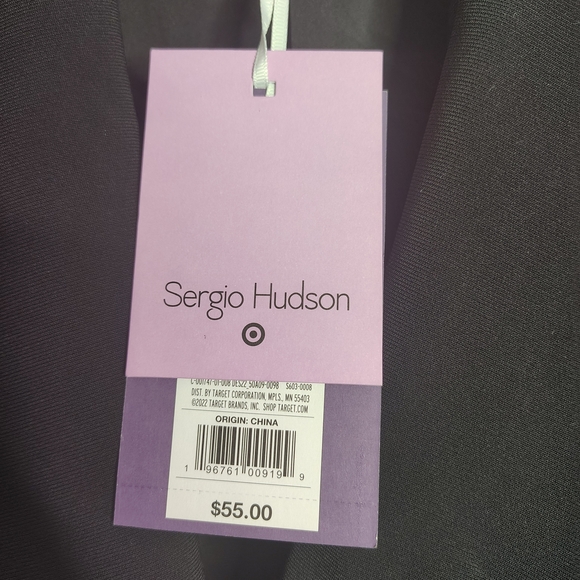 Sergio Hudson
C-001747-01-008 DES22_50A09-0098 S603-0008
DIST. BY TARGET CORPORATION, MPLS., MN 55403
©2022 TARGET BRANDS, INC. SHOP TARGET.COM
ORIGIN: CHINA
1 96761 00919 9
$55.00